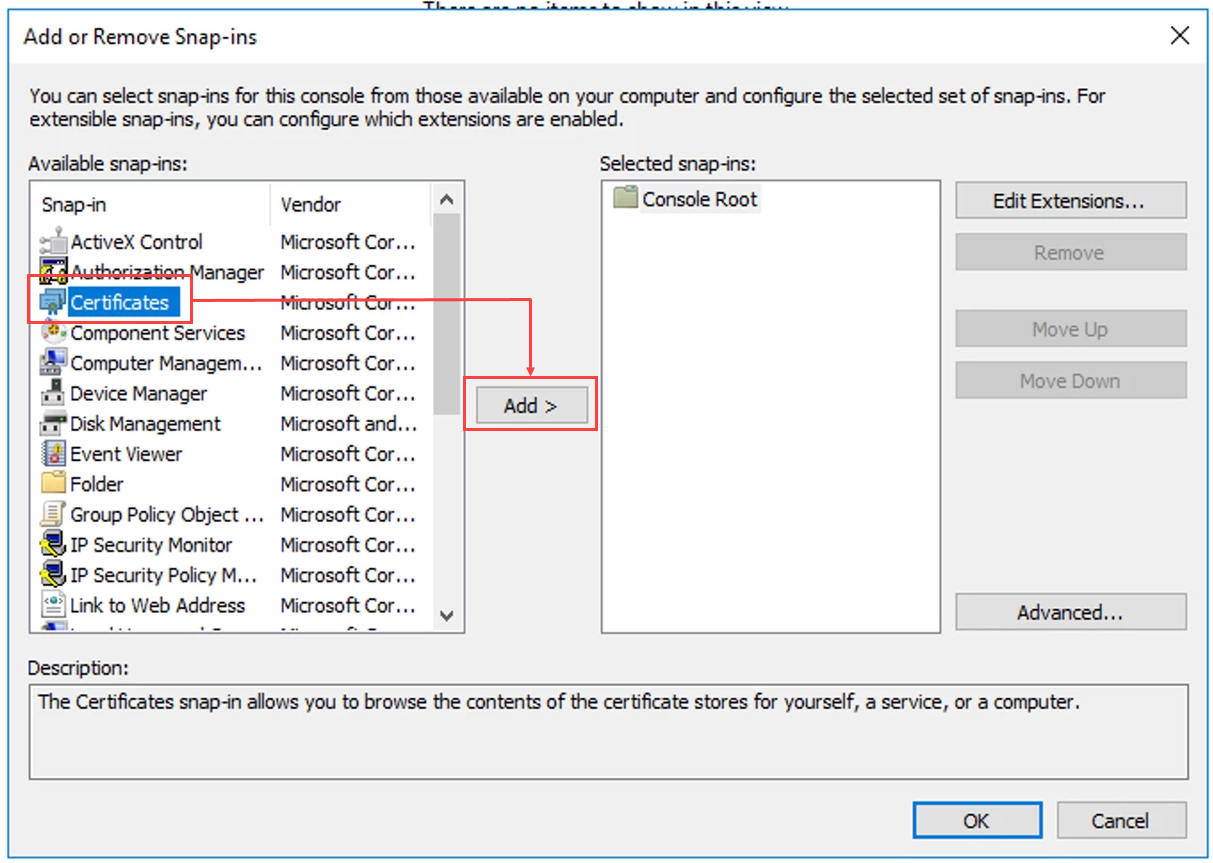 There are no items to show in this view.
Add or Remove Snap-ins
You can select snap-ins for this console from those available on your computer and configure the selected set of snap-ins. For
extensible snap-ins, you can configure which extensions are enabled.
Available snap-ins:
Selected snap-ins:
Snap-in Vendor
ActiveX Control Microsoft Cor...
Authorization Manager Microsoft Cor...
Certificates Microsoft Cor...
Component Services Microsoft Cor...
Computer Managem... Microsoft Cor...
Device Manager Microsoft Cor...
Disk Management Microsoft and...
Event Viewer Microsoft Cor...
Folder Microsoft Cor...
Group Policy Object ... Microsoft Cor...
IP Security Monitor Microsoft Cor...
IP Security Policy M... Microsoft Cor...
Link to Web Address Microsoft Cor...
Add >
Console Root
Edit Extensions...
Remove
Move Up
Move Down
Advanced...
Description:
The Certificates snap-in allows you to browse the contents of the certificate stores for yourself, a service, or a computer.
OK
Cancel